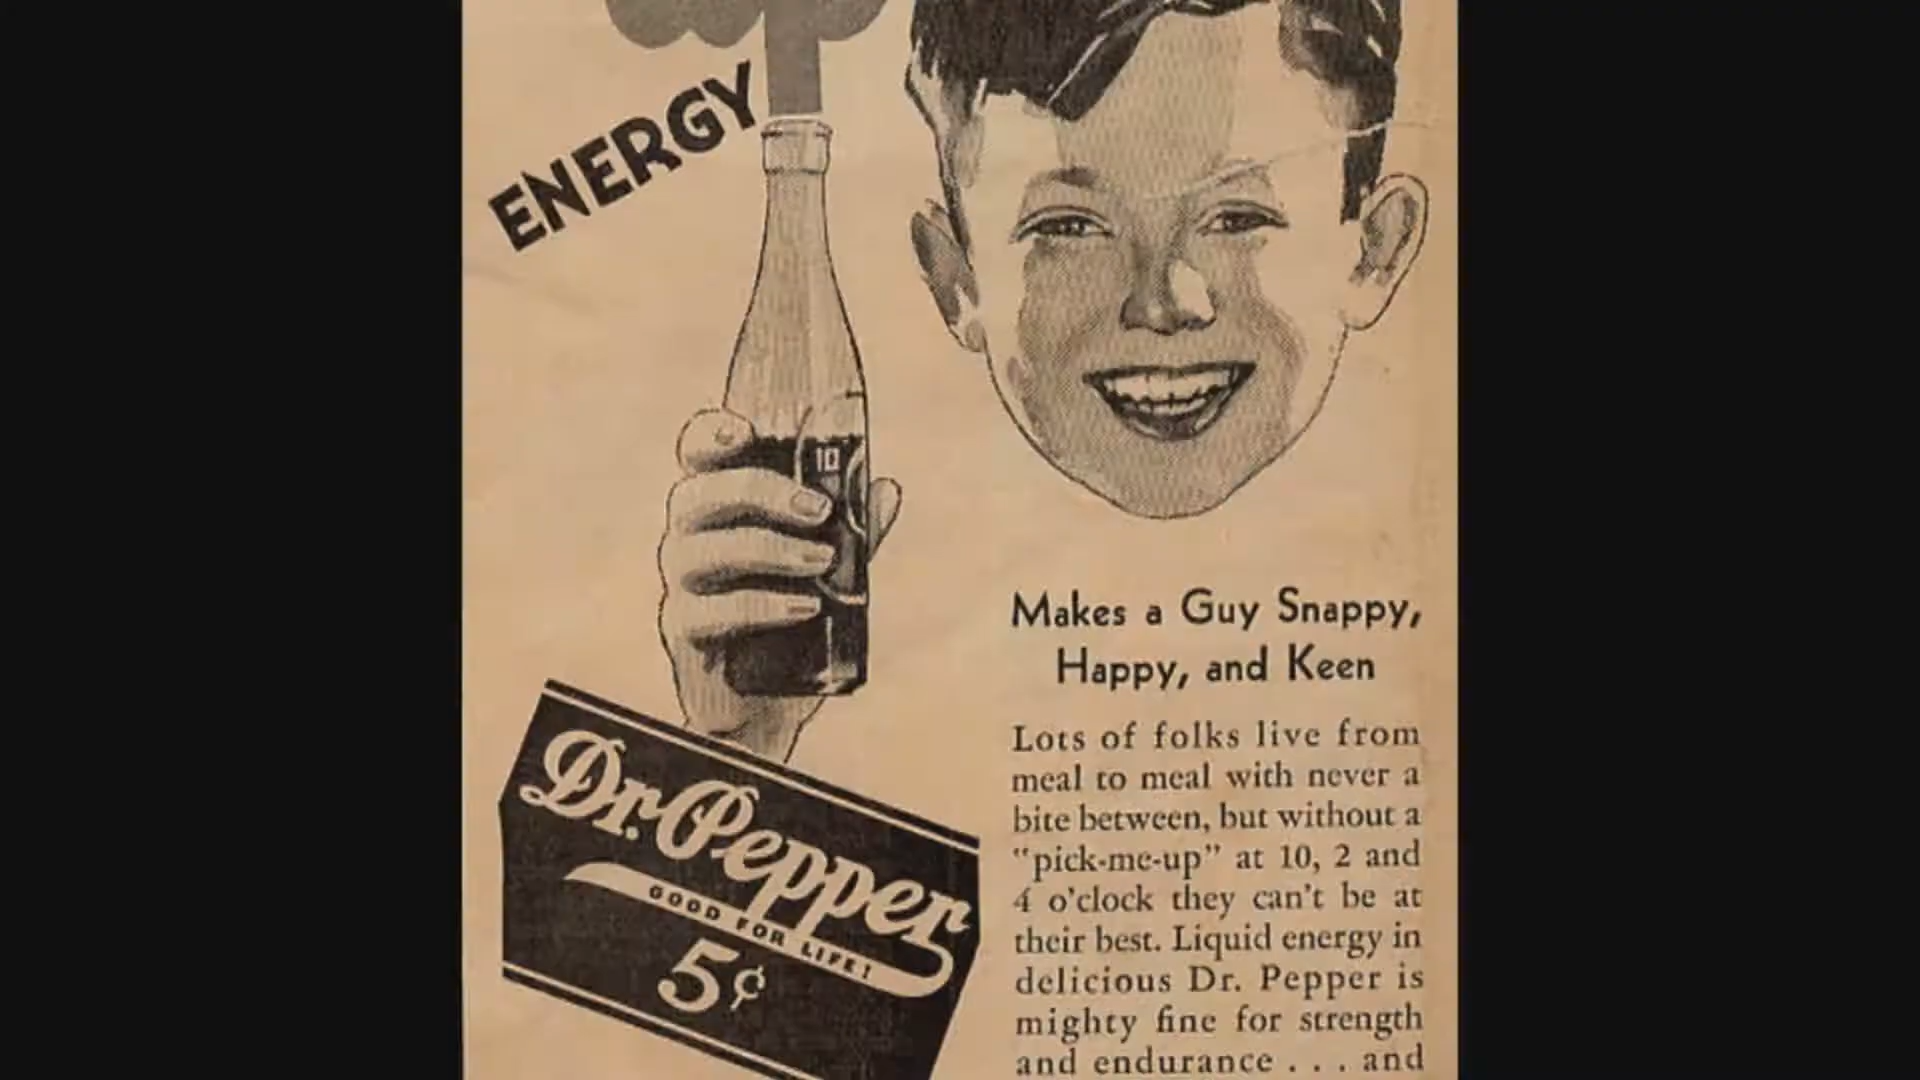 ENERGY
10
Makes a Guy Snappy,
Happy, and Keen
Lots of folks live from
meal to meal with never a
bite between, but without a
“pick-me-up” at 10, 2 and
4 o'clock they can't be at
their best. Liquid energy in
delicious Dr. Pepper is
mighty fine for strength
and endurance . . . and
Dr. Pepper
GOOD FOR LIFE!
5¢